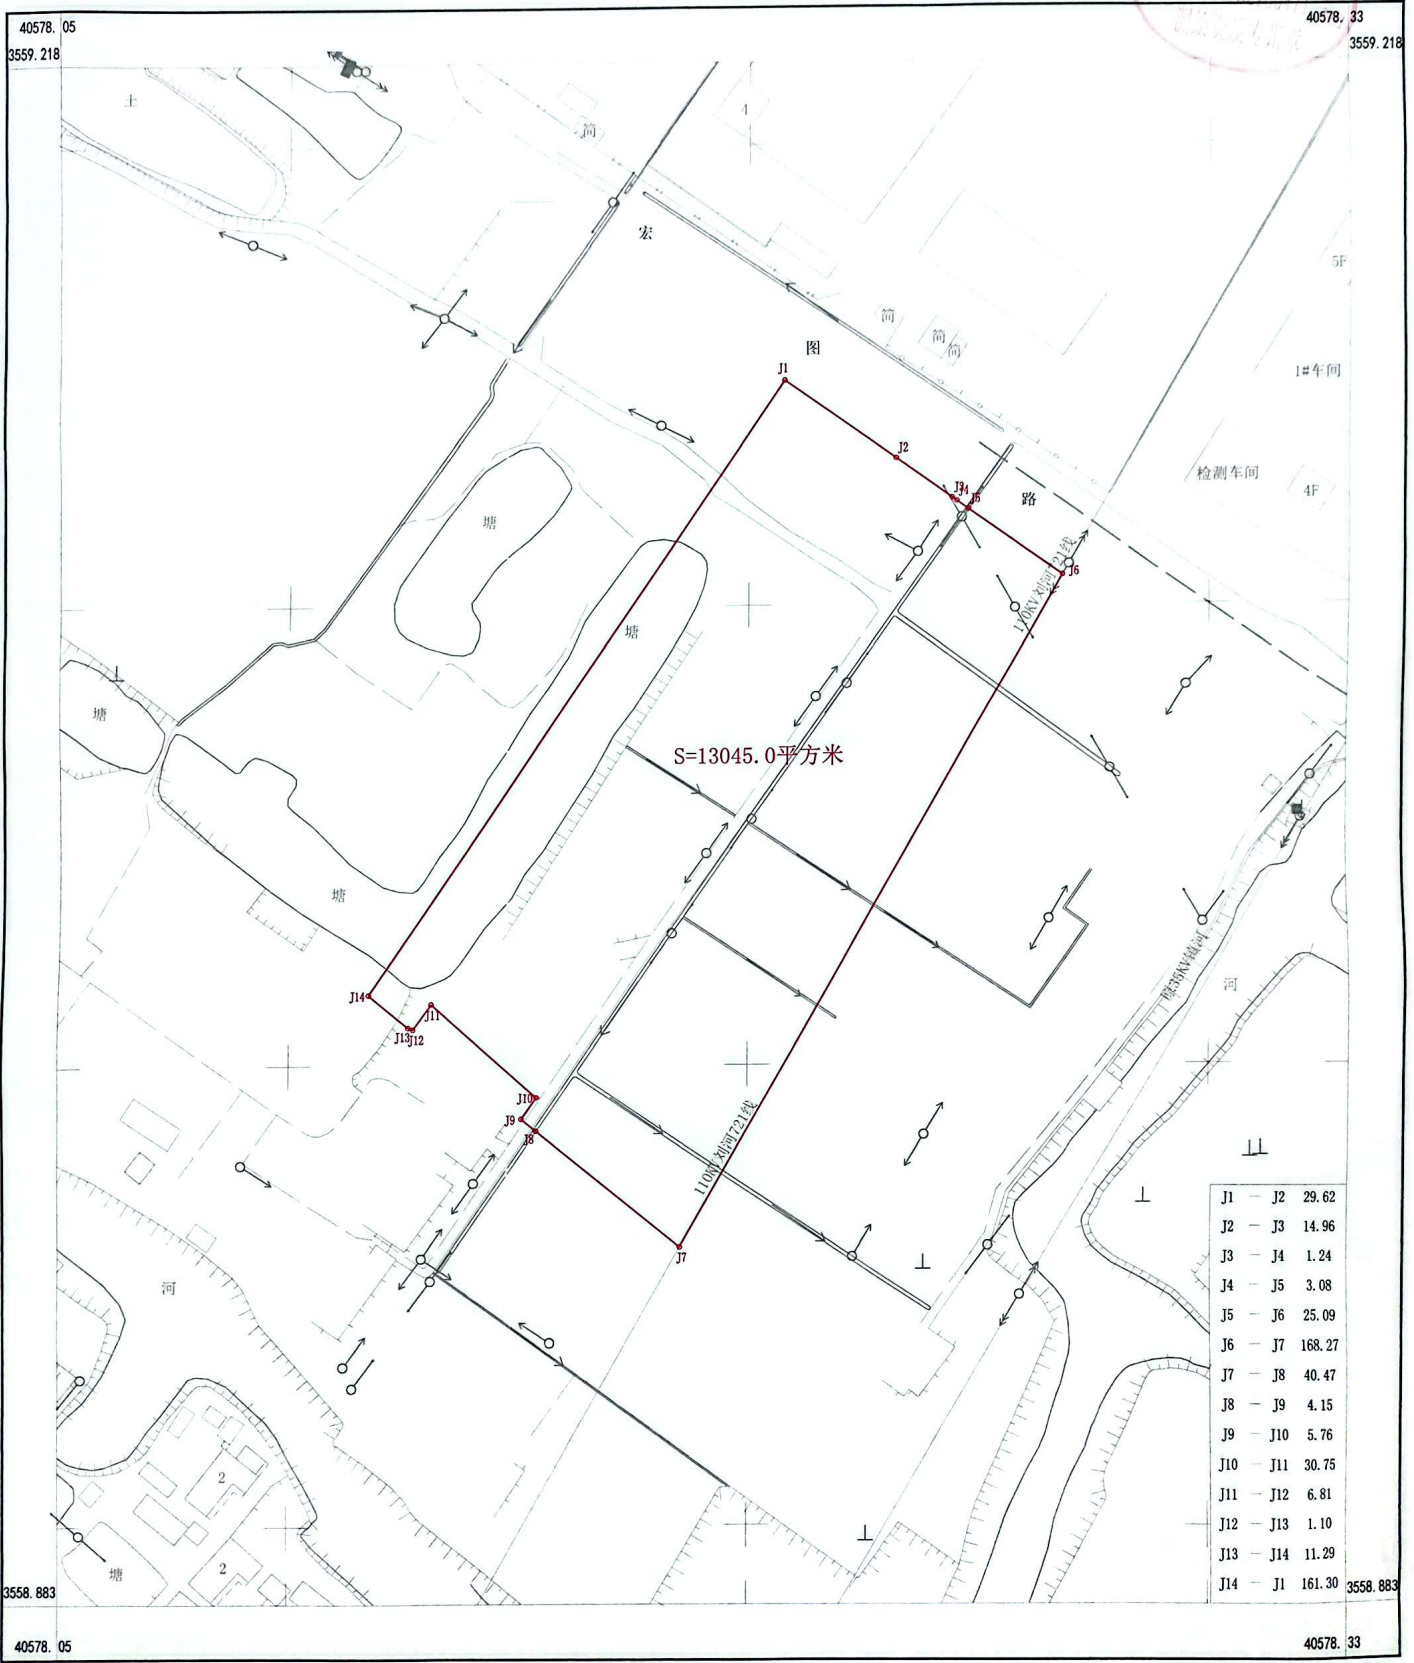 40578. 05
40578. 33
3559.218
3559.218
土
简
4
宏
5F
简
简
简
图
1#车间
J1
J2
检测车间
4F
J3
J4
J5
路
塘
110KV刘河721线
J6
塘
塘
S=13045.0平方米
塘
河
J14
J11
J13
J12
J10
J9
J8
110KV刘河721线
J7
河
2
2
塘
J1 — J2 29.62
J2 — J3 14.96
J3 — J4 1.24
J4 — J5 3.08
J5 — J6 25.09
J6 — J7 168.27
J7 — J8 40.47
J8 — J9 4.15
J9 — J10 5.76
J10 — J11 30.75
J11 — J12 6.81
J12 — J13 1.10
J13 — J14 11.29
J14 — J1 161.30
3558.883
3558.883
40578. 05
40578. 33